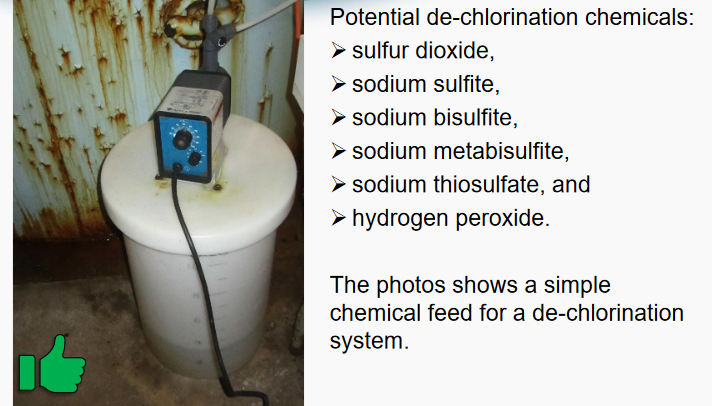 Potential de-chlorination chemicals:
➢ sulfur dioxide,
➢ sodium sulfite,
➢ sodium bisulfite,
➢ sodium metabisulfite,
➢ sodium thiosulfate, and
➢ hydrogen peroxide.
The photos shows a simple
chemical feed for a de-chlorination
system.